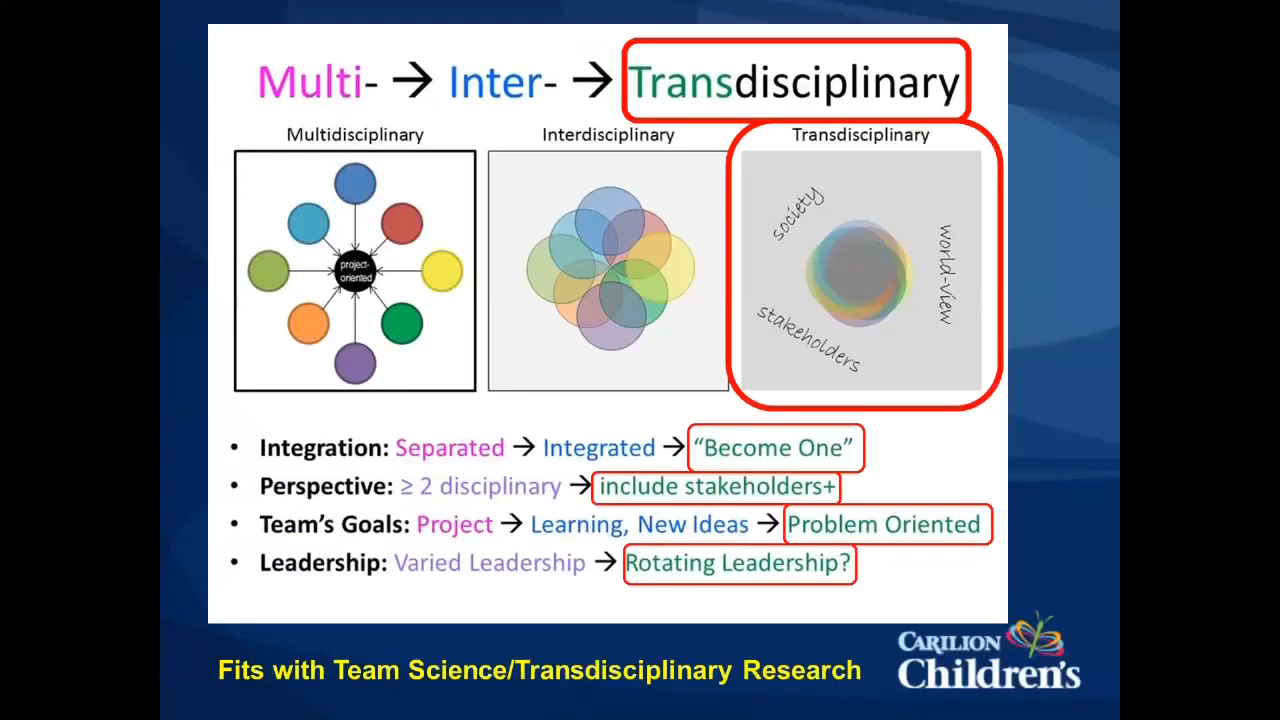 Multi- → Inter- → Transdisciplinary
Multidisciplinary
Interdisciplinary
Transdisciplinary
project-
oriented
society
world-view
stakeholders
• Integration: Separated → Integrated → “Become One”
• Perspective: ≥ 2 disciplinary → include stakeholders+
• Team’s Goals: Project → Learning, New Ideas → Problem Oriented
• Leadership: Varied Leadership → Rotating Leadership?
Fits with Team Science/Transdisciplinary Research
CARILION
Children's